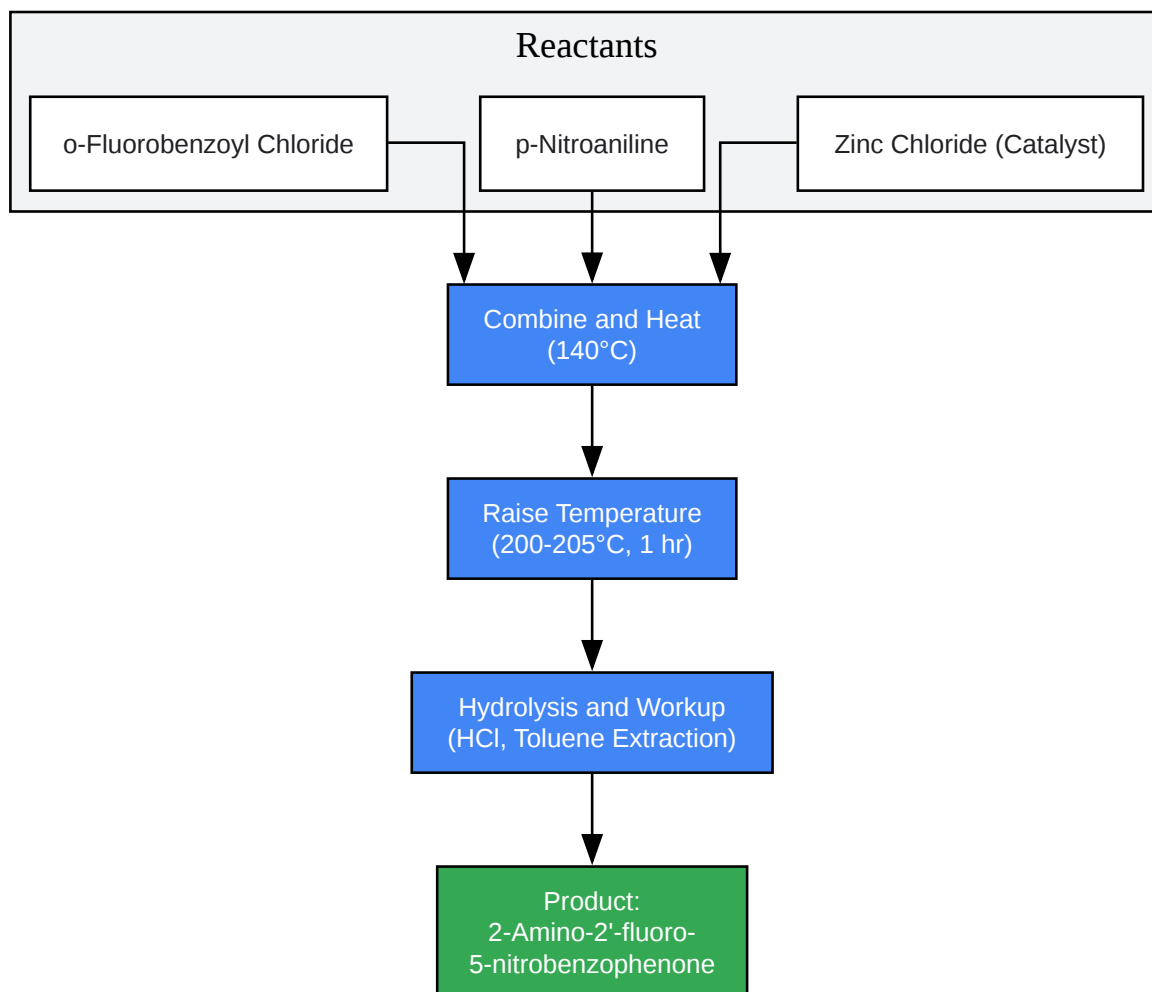 Reactants
o-Fluorobenzoyl Chloride
p-Nitroaniline
Zinc Chloride (Catalyst)
Combine and Heat
(140°C)
Raise Temperature
(200-205°C, 1 hr)
Hydrolysis and Workup
(HCl, Toluene Extraction)
Product:
2-Amino-2'-fluoro-
5-nitrobenzophenone